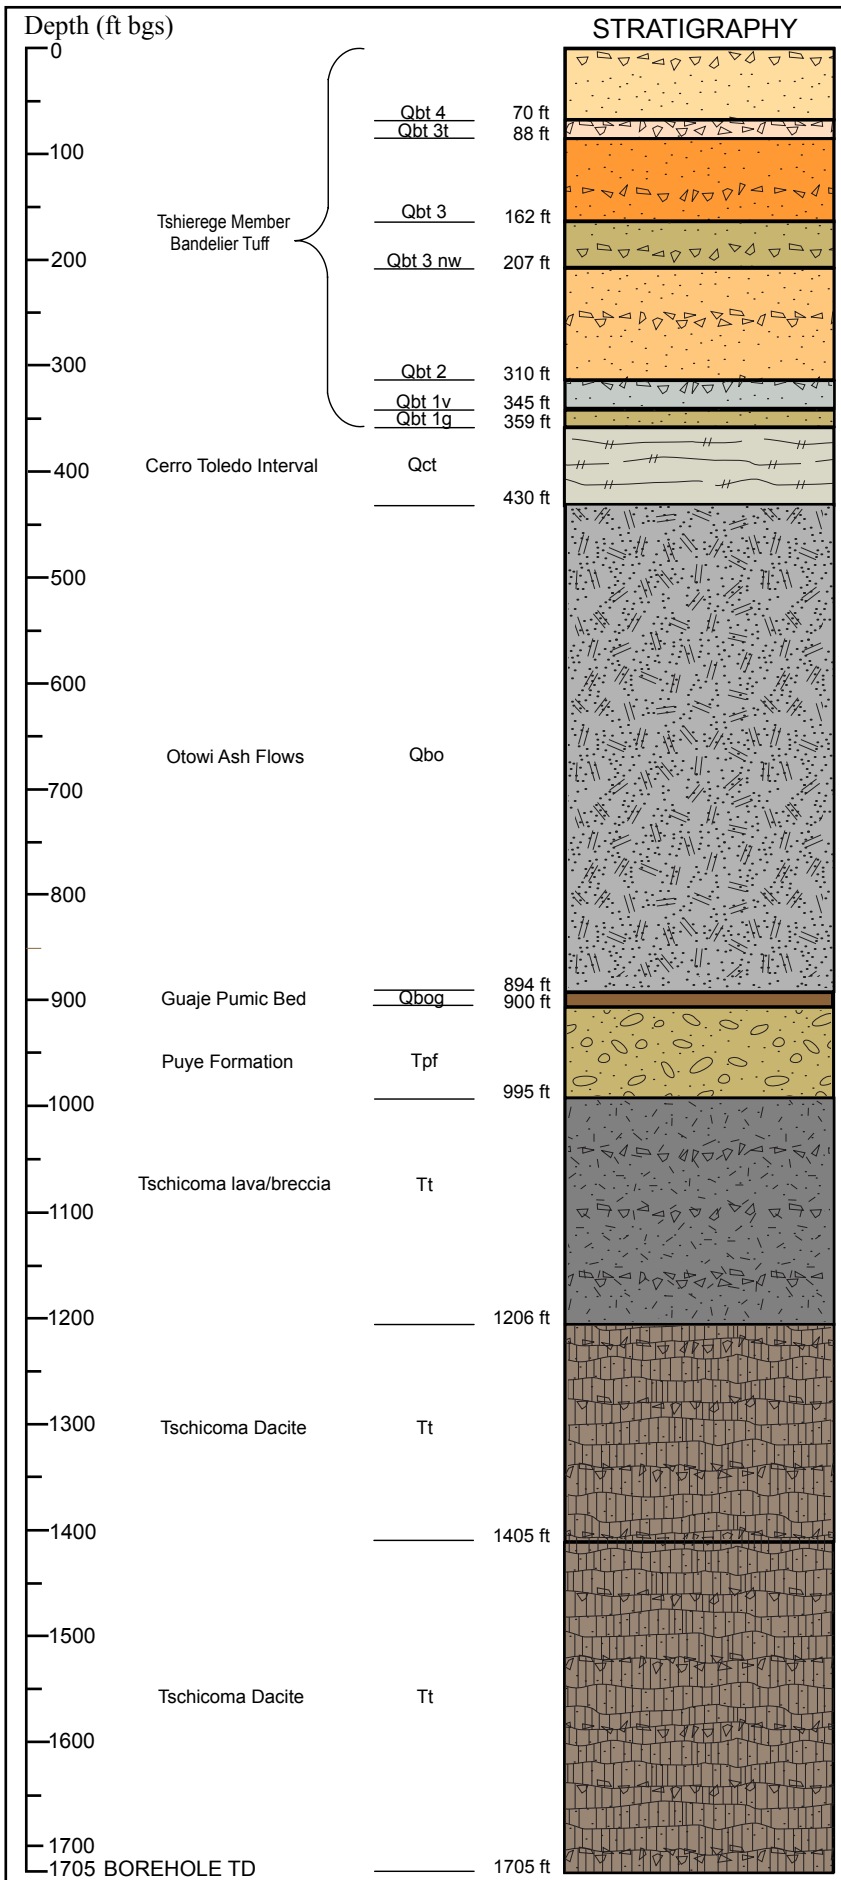 Depth (ft bgs)
STRATIGRAPHY
0
Qbt 4 70 ft
Qbt 3t 88 ft
100
Tshierege Member
Bandelier Tuff
Qbt 3 162 ft
200
Qbt 3 nw 207 ft
300
Qbt 2 310 ft
Qbt 1v 345 ft
Qbt 1g 359 ft
400
Cerro Toledo Interval Qct
430 ft
500
600
Otowi Ash Flows Qbo
700
800
894 ft
900 Guaje Pumic Bed Qbog 900 ft
Puye Formation Tpf
995 ft
1000
Tschicoma lava/breccia Tt
1100
1200 1206 ft
1300 Tschicoma Dacite Tt
1400 1405 ft
1500
Tschicoma Dacite Tt
1600
1700
1705 BOREHOLE TD 1705 ft